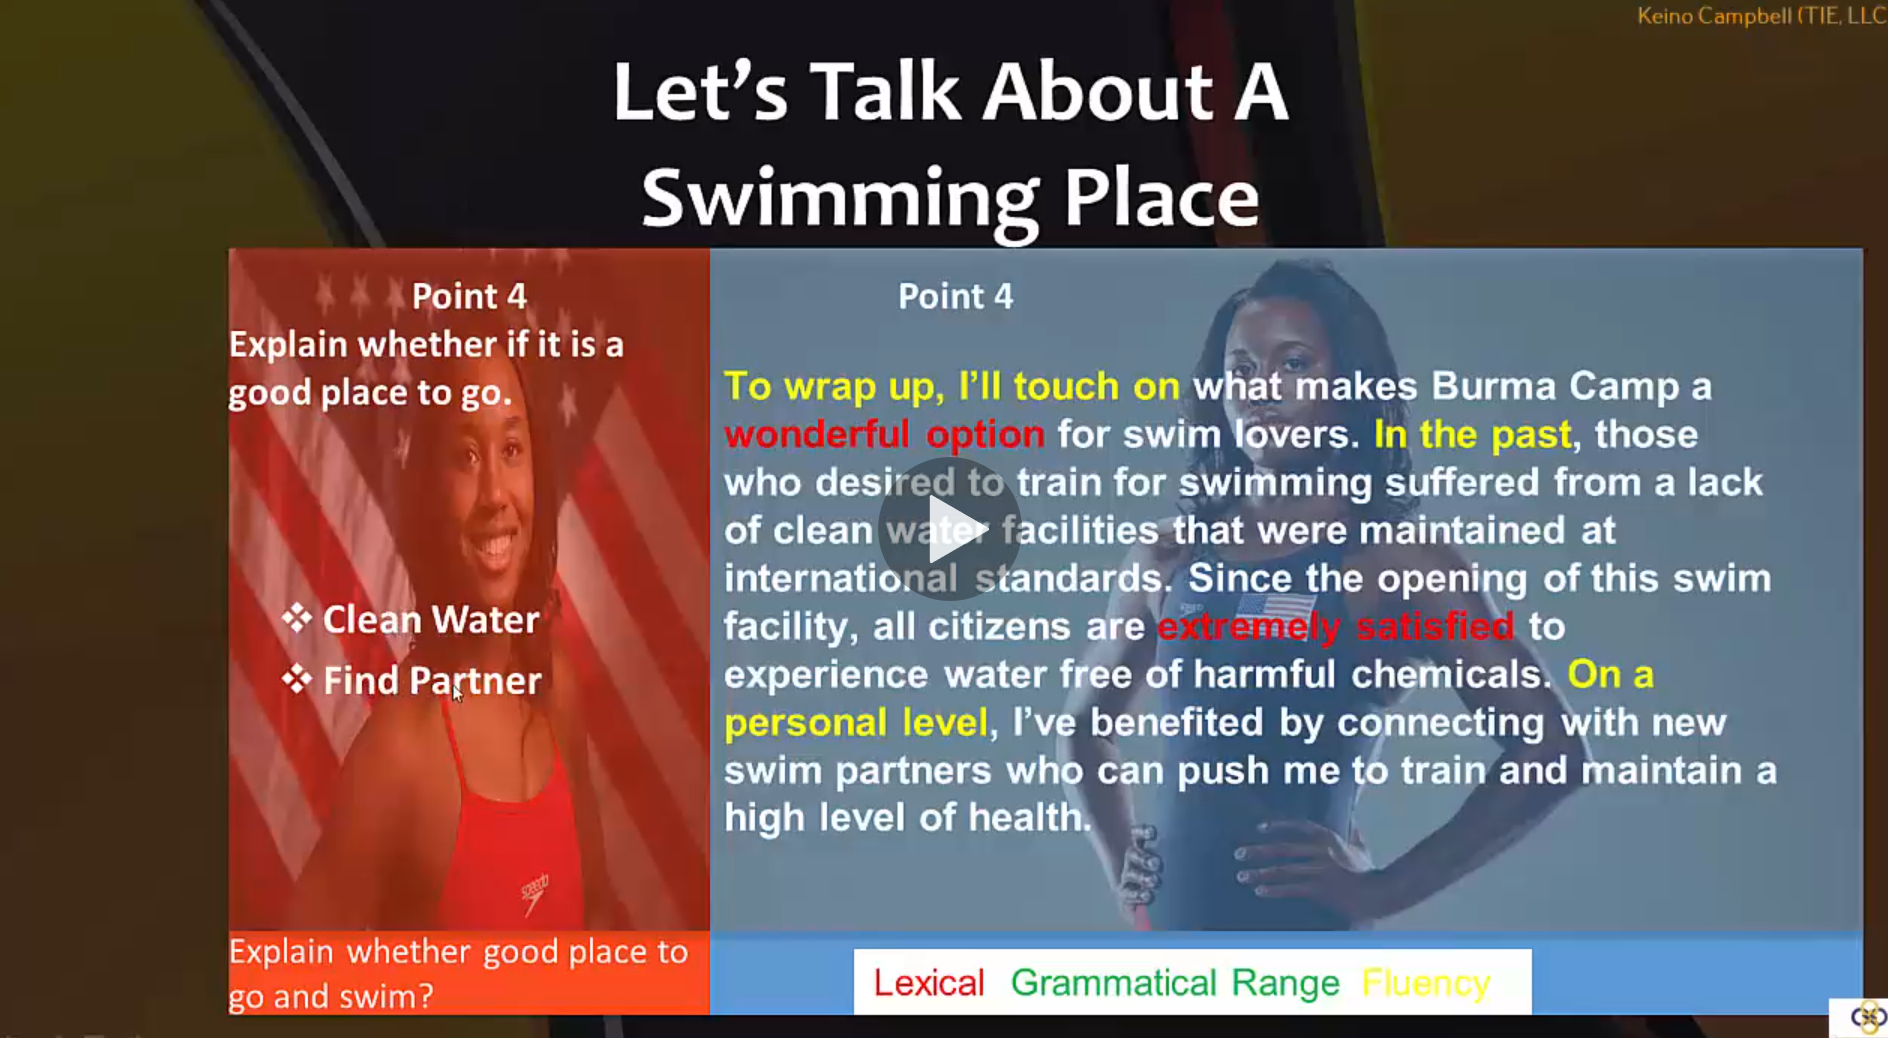 Keino Campbell (TIE, LLC
Let's Talk About A
Swimming Place
Point 4
Explain whether if it is a
good place to go.
❖ Clean Water
❖ Find Partner
speedo
Explain whether good place to
go and swim?
Point 4
To wrap up, I'll touch on what makes Burma Camp a
wonderful option for swim lovers. In the past, those
who desired to train for swimming suffered from a lack
of clean water facilities that were maintained at
international standards. Since the opening of this swim
facility, all citizens are extremely satisfied to
experience water free of harmful chemicals. On a
personal level, I've benefited by connecting with new
swim partners who can push me to train and maintain a
high level of health.
Lexical Grammatical Range Fluency